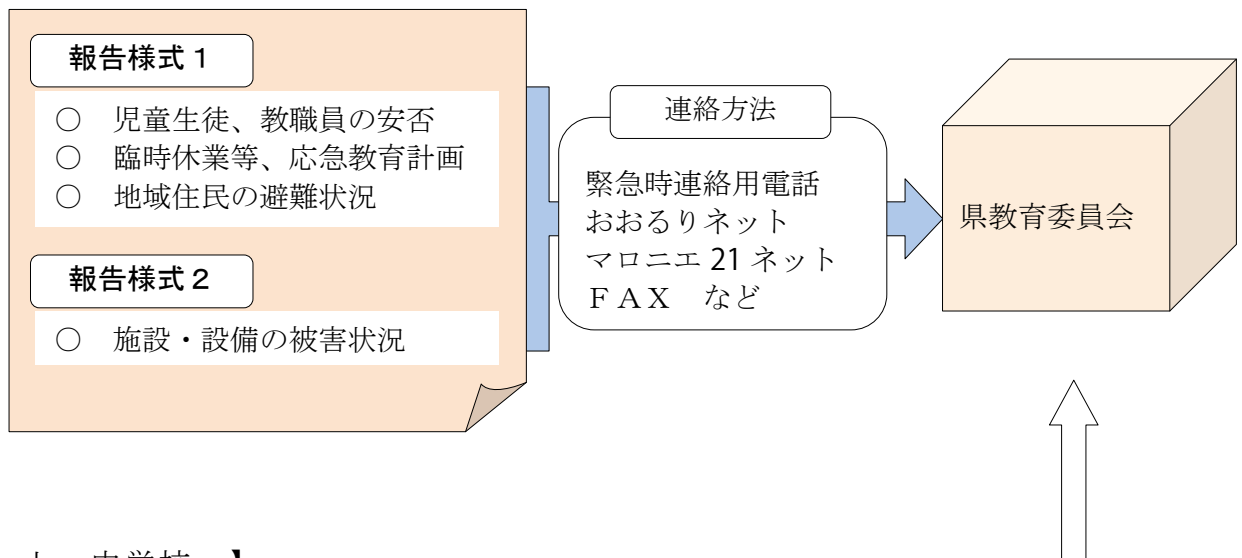 報告様式1
○ 児童生徒、教職員の安否
○ 臨時休業等、応急教育計画
○ 地域住民の避難状況
報告様式2
○ 施設・設備の被害状況
連絡方法
緊急時連絡用電話
おおるりネット
マロニエ 21 ネット
ＦＡＸ など
県教育委員会